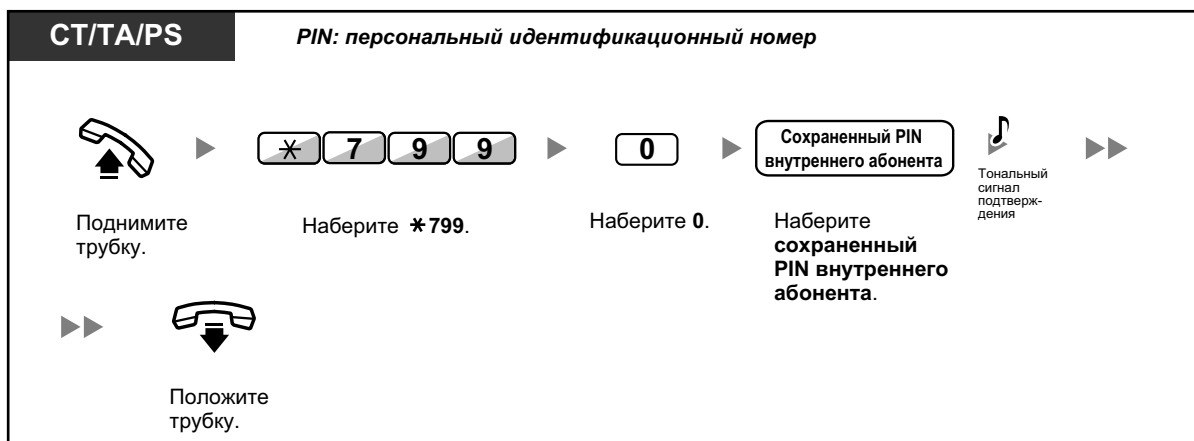 CT/TA/PS
PIN: персональный идентификационный номер
* 7 9 9
0
Сохраненный PIN
внутреннего абонента
Тональный
сигнал
подтверж-
дения
Поднимите
трубку.
Наберите *799.
Наберите 0.
Наберите
сохраненный
PIN внутреннего
абонента.
Положите
трубку.